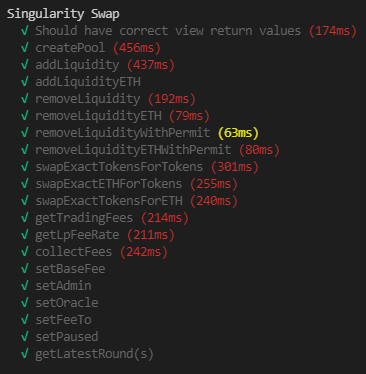 Singularity Swap
√ Should have correct view return values (174ms)
√ createPool (456ms)
√ addLiquidity (437ms)
√ addLiquidityETH
√ removeLiquidity (192ms)
√ removeLiquidityETH (79ms)
√ removeLiquidityWithPermit (63ms)
√ removeLiquidityETHWithPermit (80ms)
√ swapExactTokensForTokens (301ms)
√ swapExactETHForTokens (255ms)
√ swapExactTokensForETH (240ms)
√ getTradingFees (214ms)
√ getLpFeeRate (211ms)
√ collectFees (242ms)
√ setBaseFee
√ setAdmin
√ setOracle
√ setFeeTo
√ setPaused
√ getLatestRound(s)